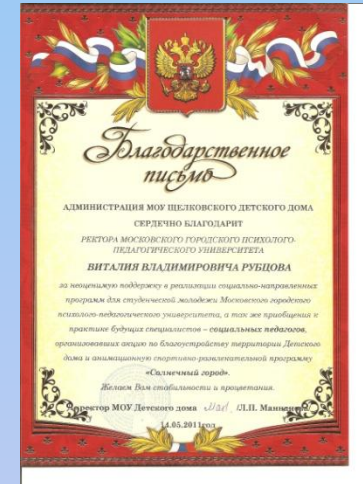 Благодарственное
письмо
АДМИНИСТРАЦИЯ МОУ ЩЕЛКОВСКОГО ДЕТСКОГО ДОМА
СЕРДЕЧНО БЛАГОДАРИТ
РЕКТОРА МОСКОВСКОГО ГОРОДСКОГО ПСИХОЛОГО-
ПЕДАГОГИЧЕСКОГО УНИВЕРСИТЕТА
ВИТАЛИЯ ВЛАДИМИРОВИЧА РУБЦОВА
за неоценимую поддержку в реализации социально-направленных
программ для студенческой молодежи Московского городского
психолого-педагогического университета, а так же приобщения к
практике будущих специалистов – социальных педагогов,
организовавших акцию по благоустройству территории Детского
дома и анимационную спортивно-развлекательной программу
«Солнечный город».
Желаем Вам стабильности и процветания.
Директор МОУ Детского дома /Л.П.
14.05.2011год